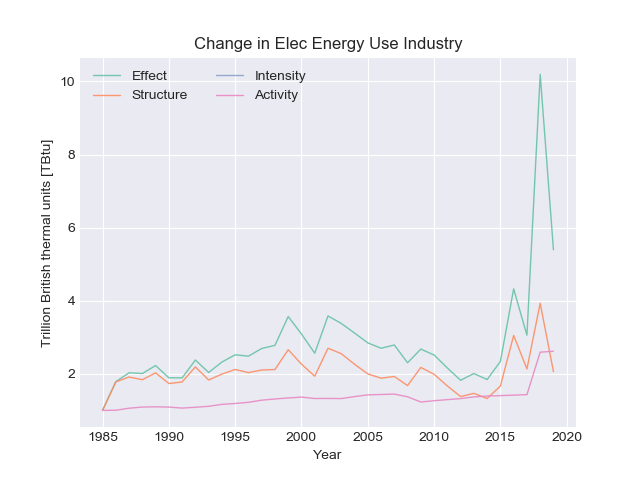 Change in Elec Energy Use Industry
Effect
Structure
Intensity
Activity
Trillion British thermal units [TBtu]
10
8
6
4
2
1985 1990 1995 2000 2005 2010 2015 2020
Year